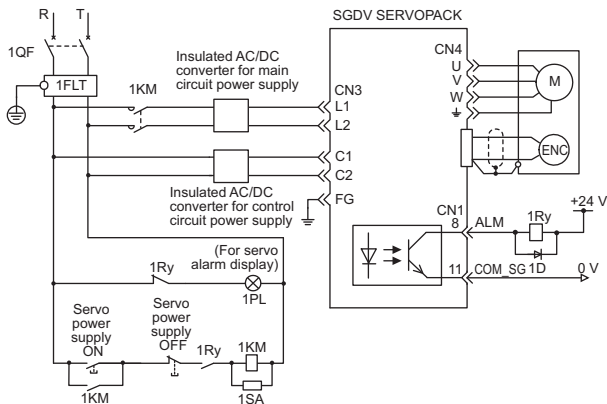 SGDV SERVOPACK
R T
1QF
1FLT
Insulated AC/DC
converter for main
circuit power supply
1KM
CN3
L1
L2
C1
C2
FG
Insulated AC/DC
converter for control
circuit power supply
CN4
U
V
W
M
ENC
CN1
8
ALM
1Ry
+24 V
1D
11
COM_SG
0 V
(For servo
alarm display)
1Ry
1PL
Servo
power
supply
ON
Servo
power
supply
OFF
1Ry
1KM
1KM
1SA